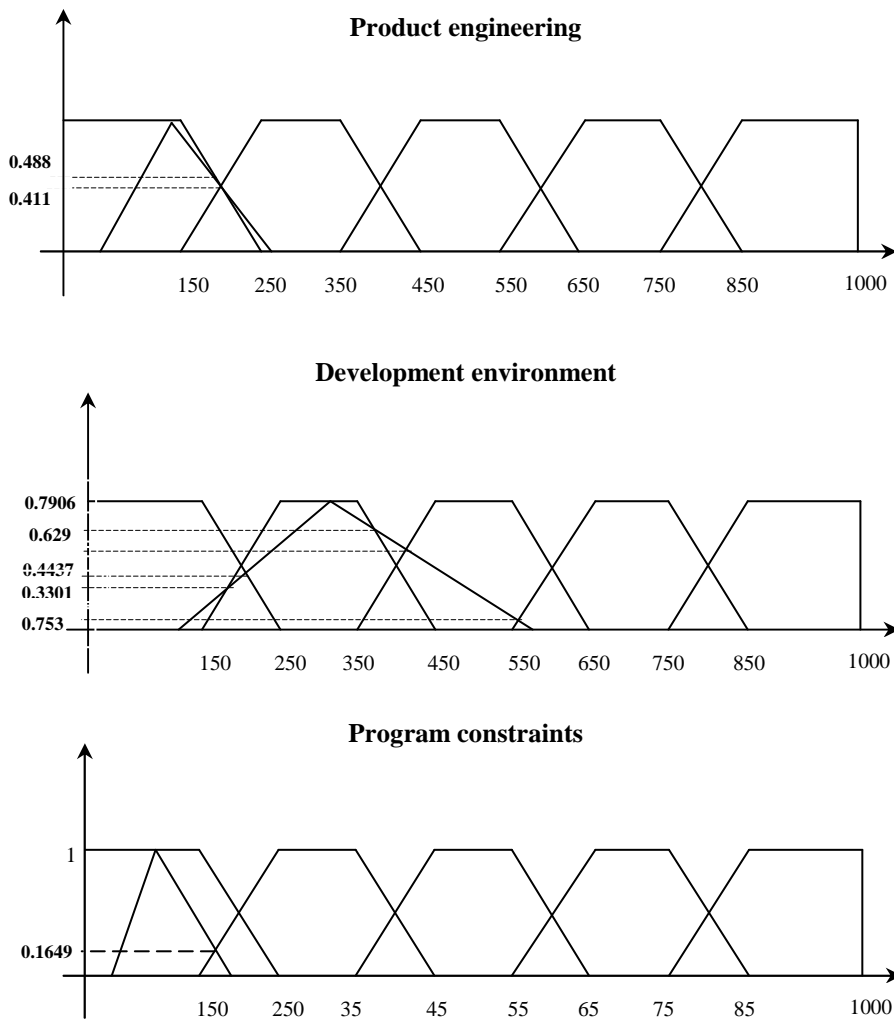 Product engineering
0.488
0.411
150 250 350 450 550 650 750 850 1000
Development environment
0.7906
0.629
0.4437
0.3301
0.753
150 250 350 450 550 650 750 850 1000
Program constraints
1
0.1649
150 250 35 45 55 65 75 85 1000